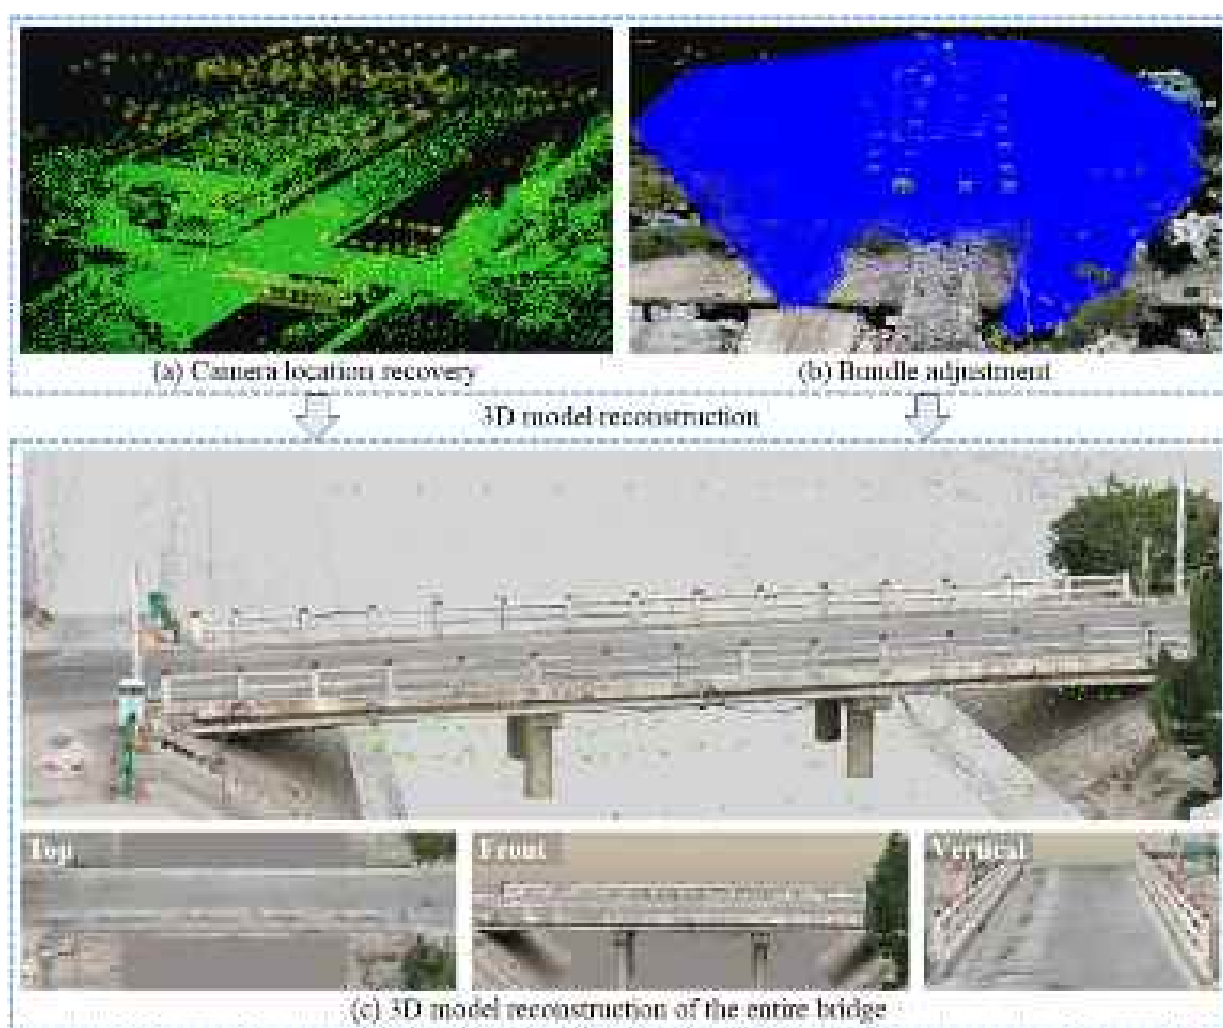 (a) Camera location recovery
(b) Bundle adjustment
3D model reconstruction
Top
Front
Vertical
(c) 3D model reconstruction of the entire bridge